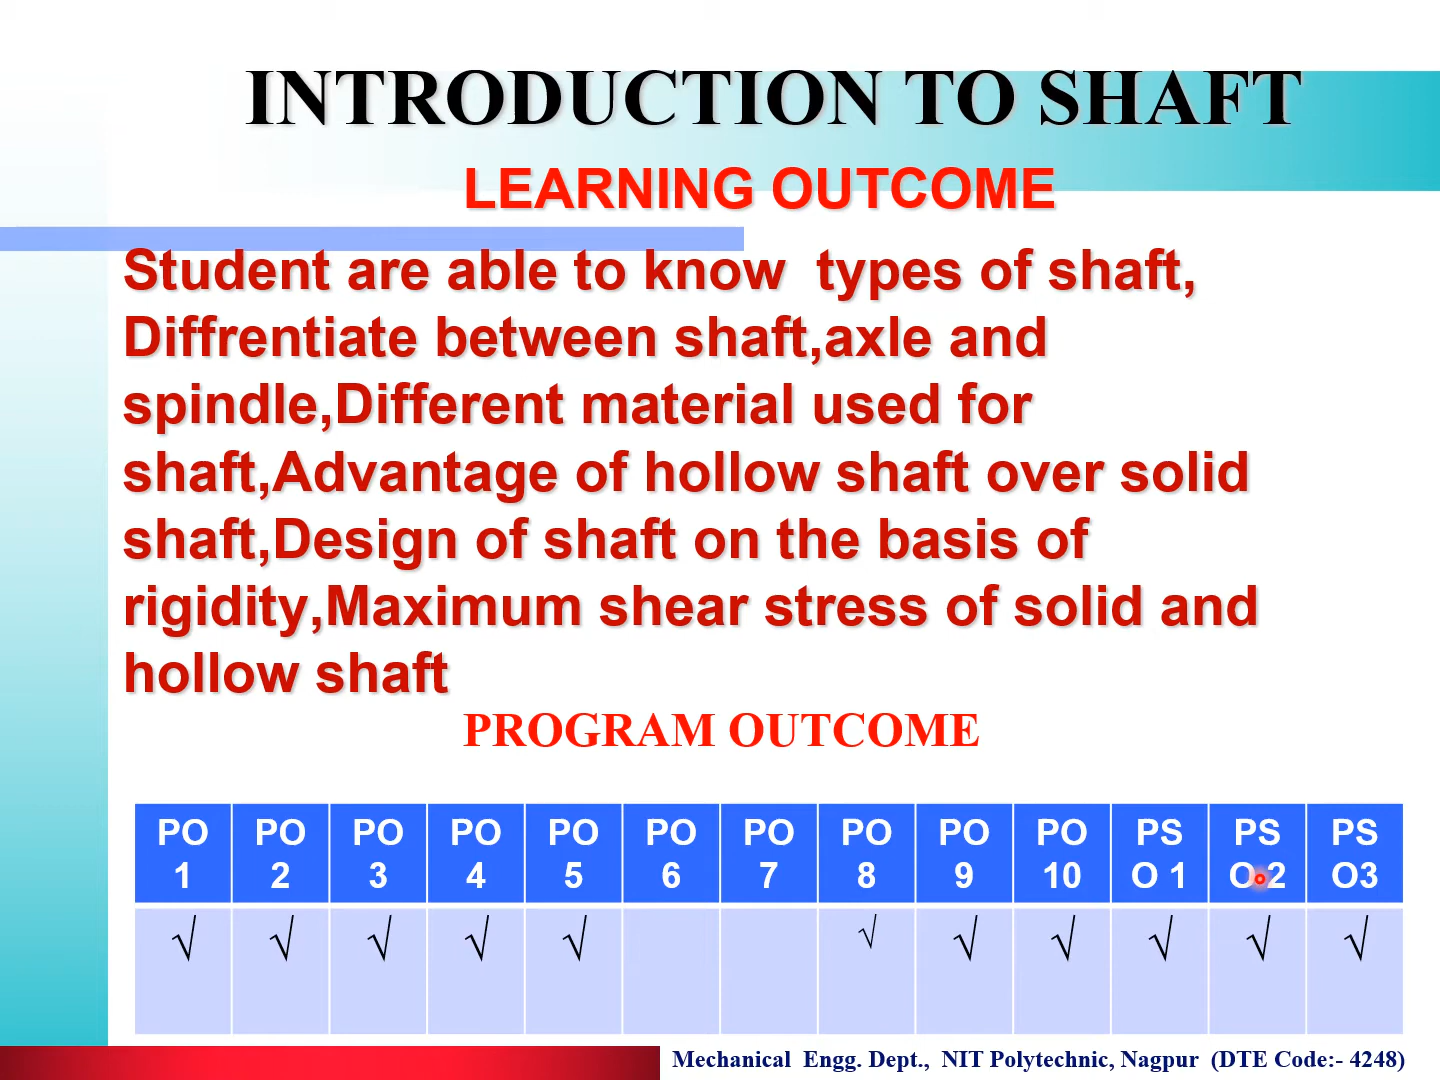 INTRODUCTION TO SHAFT
LEARNING OUTCOME
Student are able to know  types of shaft,
Diffrentiate between shaft,axle and
spindle,Different material used for
shaft,Advantage of hollow shaft over solid
shaft,Design of shaft on the basis of
rigidity,Maximum shear stress of solid and
hollow shaft
PROGRAM OUTCOME
PO 1 PO 2 PO 3 PO 4 PO 5 PO 6 PO 7 PO 8 PO 9 PO 10 PS O 1 PS O 2 PS O3
√ √ √ √ √ √ √ √ √ √ √
Mechanical  Engg. Dept.,  NIT Polytechnic, Nagpur  (DTE Code:- 4248)